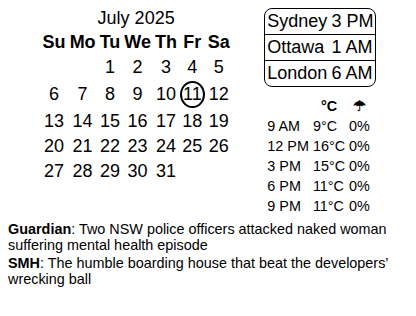 July 2025
Su Mo Tu We Th Fr Sa
1 2 3 4 5
6 7 8 9 10 11 12
13 14 15 16 17 18 19
20 21 22 23 24 25 26
27 28 29 30 31
Sydney 3 PM
Ottawa 1 AM
London 6 AM
°C ☂
9 AM 9°C 0%
12 PM 16°C 0%
3 PM 15°C 0%
6 PM 11°C 0%
9 PM 11°C 0%
Guardian: Two NSW police officers attacked naked woman
suffering mental health episode
SMH: The humble boarding house that beat the developers’
wrecking ball